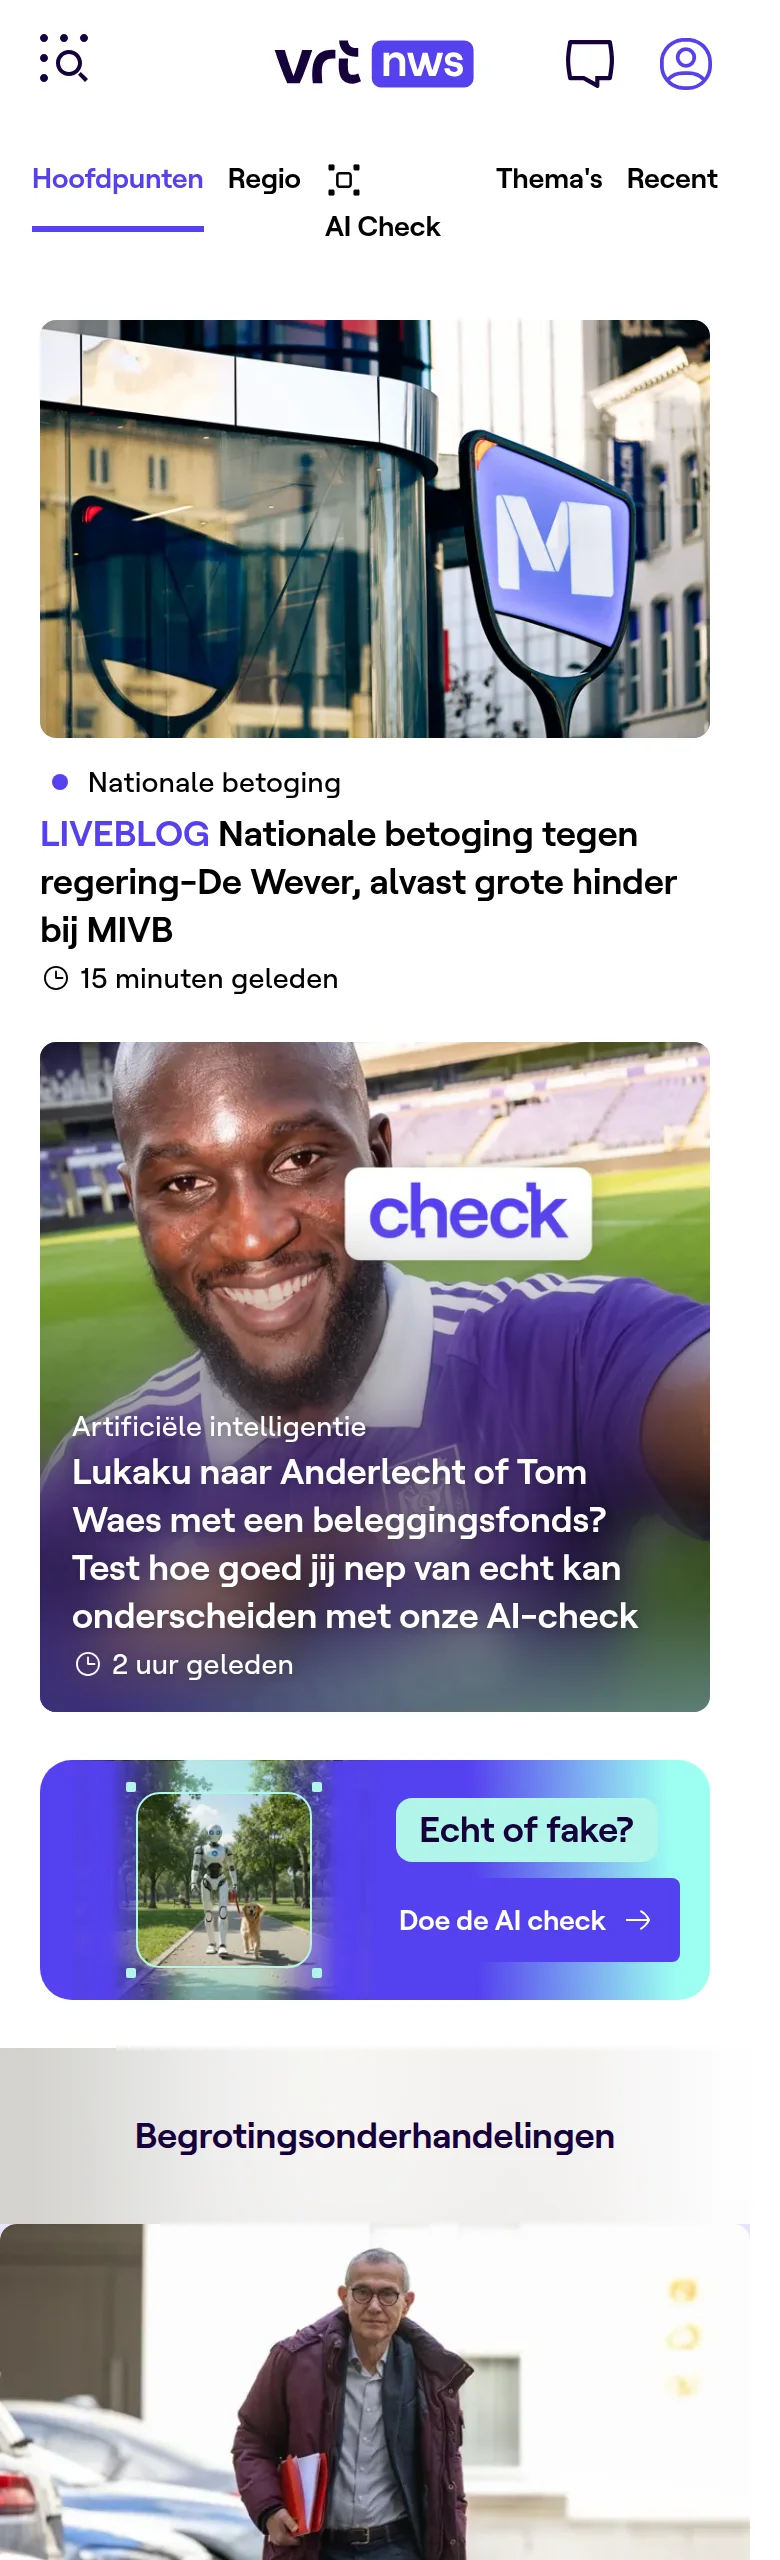 vrt nws
Hoofdpunten Regio AI Check Thema's Recent
M
Nationale betoging
LIVEBLOG Nationale betoging tegen
regering-De Wever, alvast grote hinder
bij MIVB
15 minuten geleden
check
Artificiële intelligentie
Lukaku naar Anderlecht of Tom
Waes met een beleggingsfonds?
Test hoe goed jij nep van echt kan
onderscheiden met onze AI-check
2 uur geleden
Echt of fake?
Doe de AI check
Begrotingsonderhandelingen